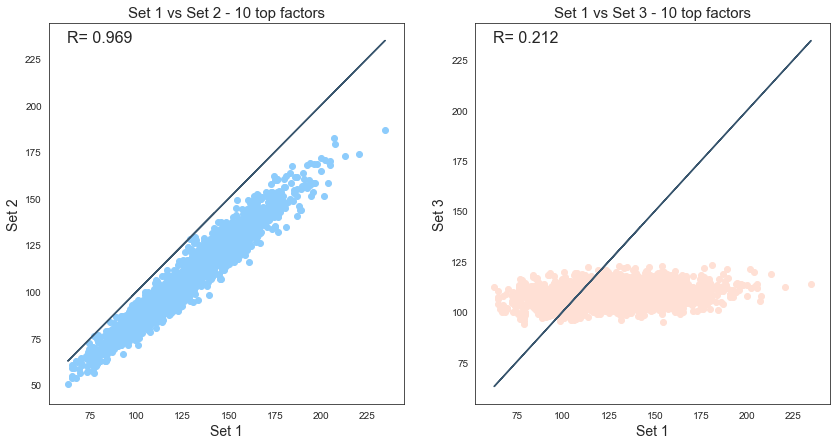 Set 1 vs Set 2 - 10 top factors
R= 0.969
225
200
175
150
125
100
75
50
Set 2
75 100 125 150 175 200 225
Set 1
Set 1 vs Set 3 - 10 top factors
R= 0.212
225
200
175
150
125
100
75
Set 3
75 100 125 150 175 200 225
Set 1